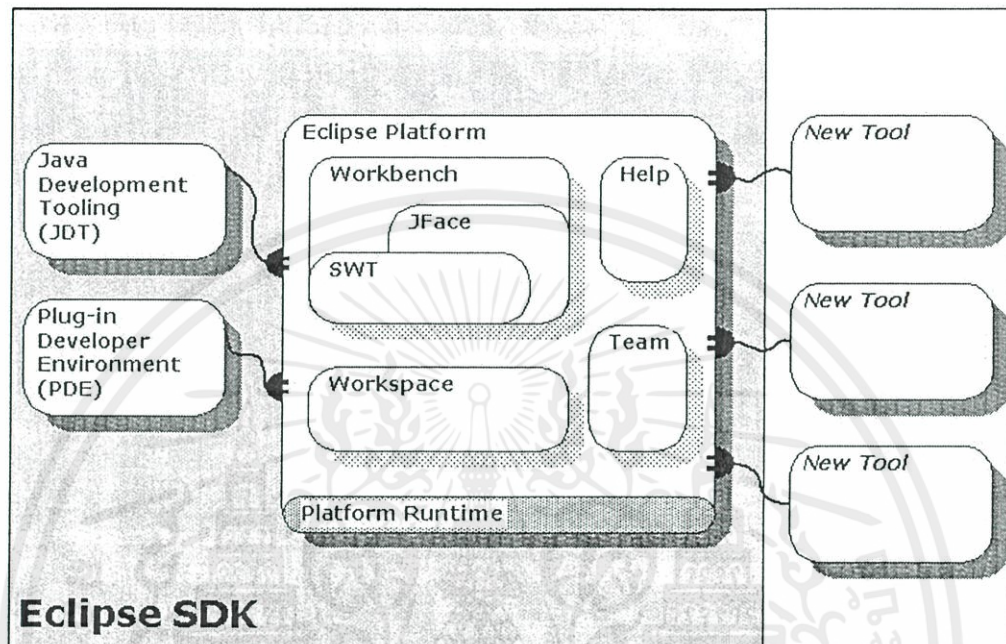 Java
Development
Tooling
(JDT)
Plug-in
Developer
Environment
(PDE)
Eclipse Platform
Workbench
JFace
SWT
Help
Team
Workspace
Platform Runtime
New Tool
New Tool
New Tool
Eclipse SDK